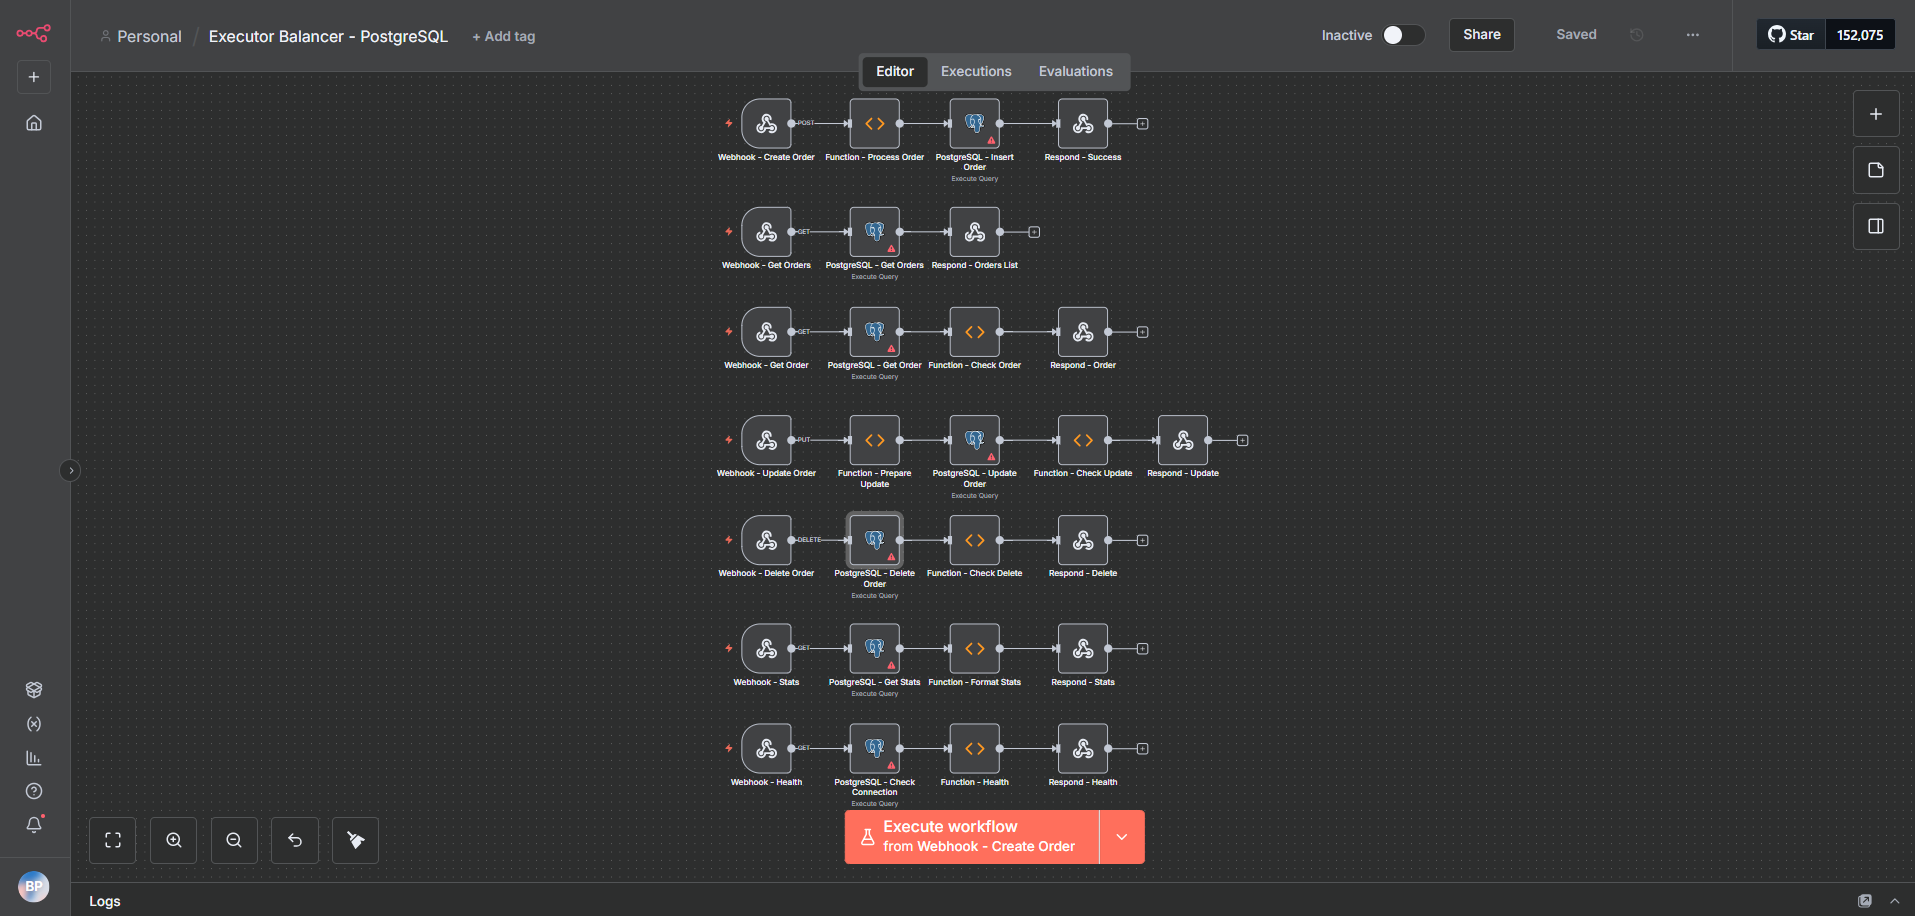 Personal / Executor Balancer - PostgreSQL + Add tag
Inactive Share Saved ... Star 152,075
Editor Executions Evaluations
POST
Webhook - Create Order Function - Process Order PostgreSQL - Insert Order Respond - Success
Execute Query
GET
Webhook - Get Orders PostgreSQL - Get Orders Respond - Orders List
Execute Query
GET
Webhook - Get Order PostgreSQL - Get Order Function - Check Order Respond - Order
Execute Query
PUT
Webhook - Update Order Function - Prepare Update PostgreSQL - Update Order Function - Check Update Respond - Update
Execute Query
DELETE
Webhook - Delete Order PostgreSQL - Delete Order Function - Check Delete Respond - Delete
Execute Query
GET
Webhook - Stats PostgreSQL - Get Stats Function - Format Stats Respond - Stats
Execute Query
GET
Webhook - Health PostgreSQL - Check Connection Function - Health Respond - Health
Execute Query
Execute workflow
from Webhook - Create Order
BP
Logs